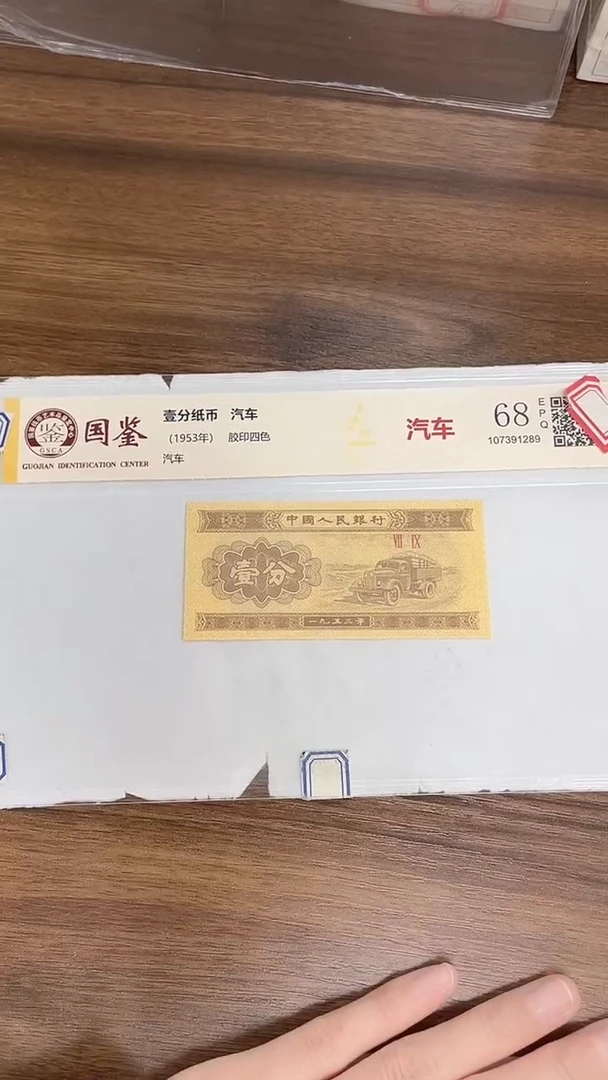 国鉴
GSCA
GUOJIAN IDENTIFICATION CENTER
壹分纸币 汽车
(1953年) 胶印四色
汽车
汽车
68
EPQ
107391289
中國人民銀行
VII IX
壹分
一九五三年